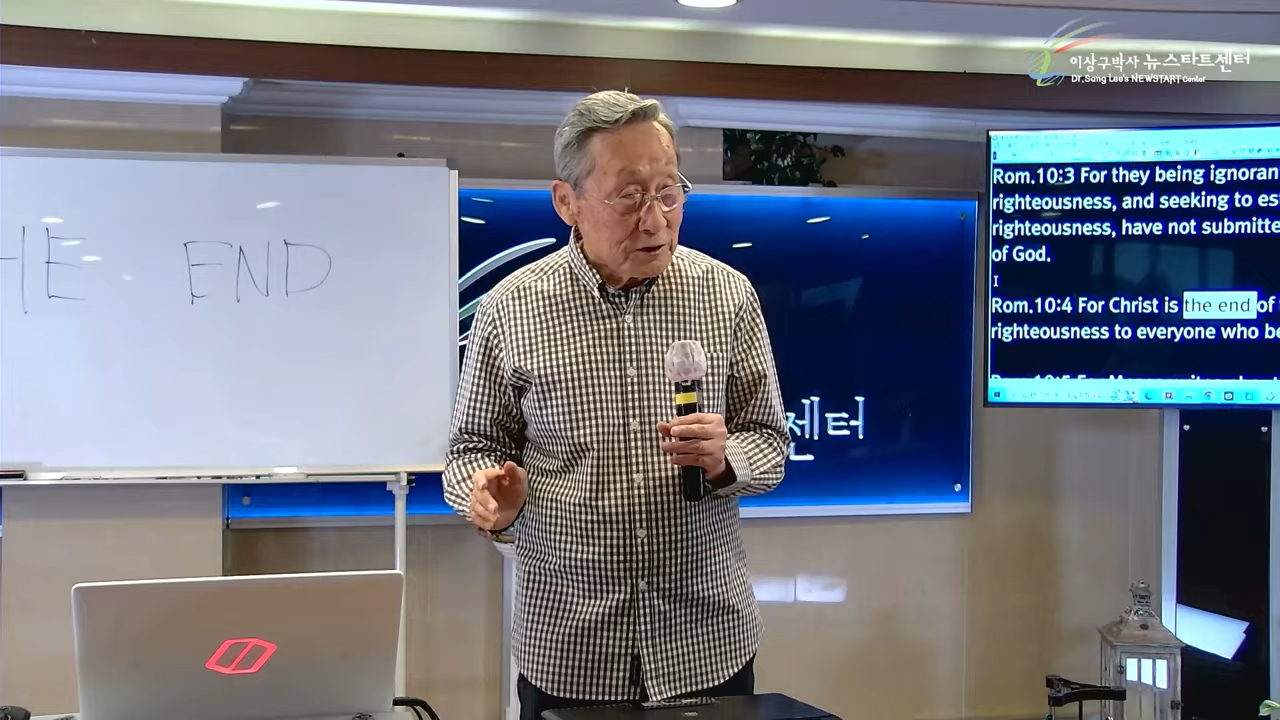 이상구박사 뉴스타트센터
Dr.Sang Lee's NEWSTART Center
HE END
센터
Rom.10:3 For they being ignoran
righteousness, and seeking to es
righteousness, have not submitte
of God.
Rom.10:4 For Christ is the end of
righteousness to everyone who be